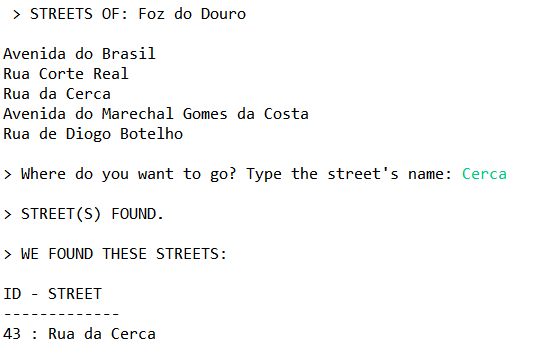 > STREETS OF: Foz do Douro
Avenida do Brasil
Rua Corte Real
Rua da Cerca
Avenida do Marechal Gomes da Costa
Rua de Diogo Botelho
> Where do you want to go? Type the street's name: Cerca
> STREET(S) FOUND.
> WE FOUND THESE STREETS:
ID - STREET
-------------
43 : Rua da Cerca